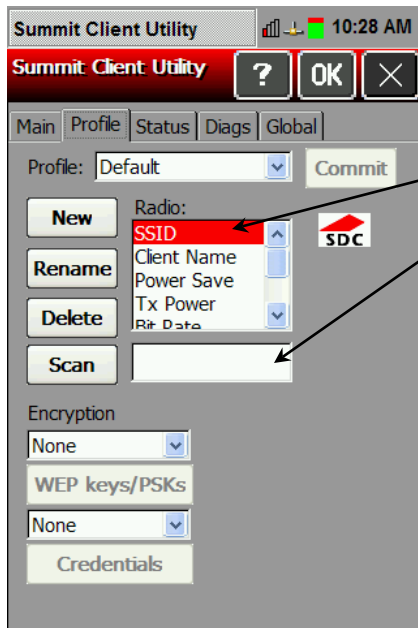 Summit Client Utility 10:28 AM
Summit Client Utility ? OK
Main Profile Status Diags Global
Profile: Default Commit
Radio:
New
SSID
SDC
Client Name
Rename
Power Save
Tx Power
Delete
Bit Rate
Scan
Encryption
None
WEP keys/PSKs
None
Credentials